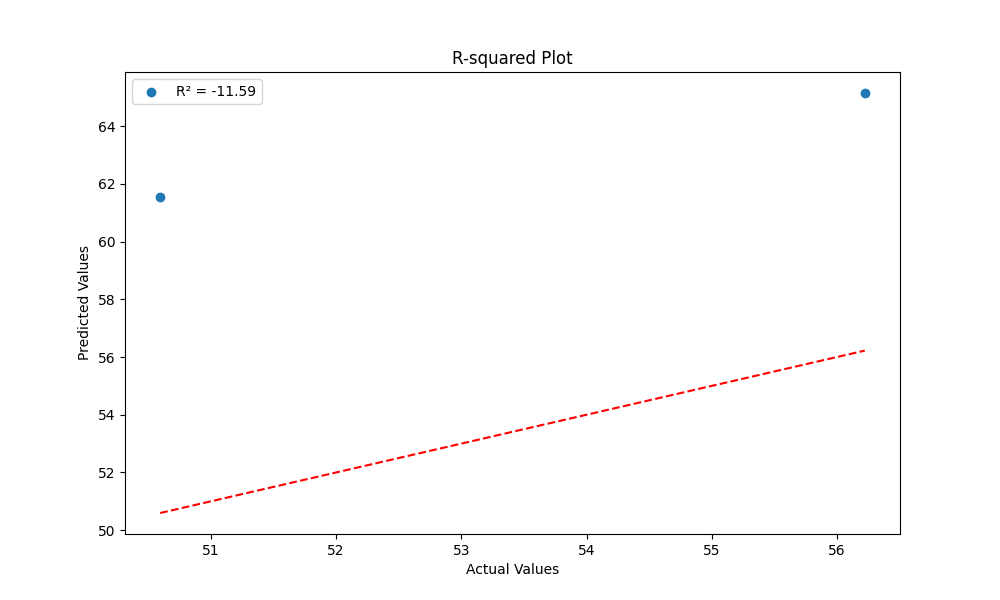 R-squared Plot
R² = -11.59
Predicted Values
64
62
60
58
56
54
52
50
51 52 53 54 55 56
Actual Values